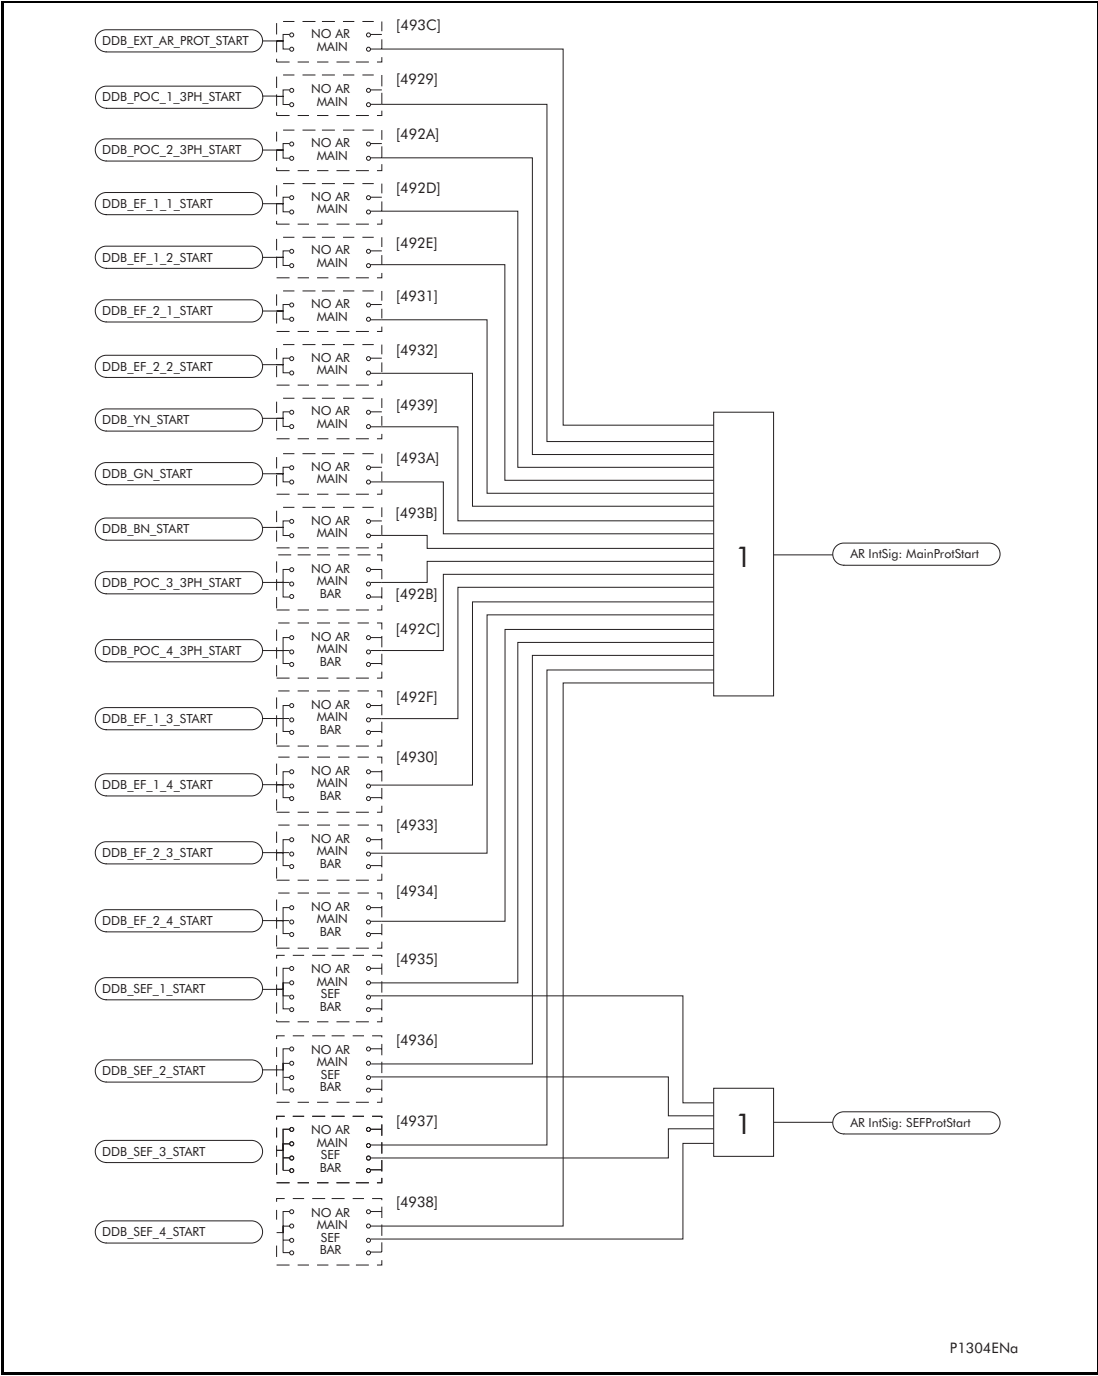 DDB_EXT_AR_PROT_START
NO AR
MAIN
[493C]
DDB_POC_1_3PH_START
NO AR
MAIN
[4929]
DDB_POC_2_3PH_START
NO AR
MAIN
[492A]
DDB_EF_1_1_START
NO AR
MAIN
[492D]
DDB_EF_1_2_START
NO AR
MAIN
[492E]
DDB_EF_2_1_START
NO AR
MAIN
[4931]
DDB_EF_2_2_START
NO AR
MAIN
[4932]
DDB_YN_START
NO AR
MAIN
[4939]
DDB_GN_START
NO AR
MAIN
[493A]
DDB_BN_START
NO AR
MAIN
[493B]
1
AR IntSig: MainProtStart
DDB_POC_3_3PH_START
NO AR
MAIN
BAR
[492B]
DDB_POC_4_3PH_START
NO AR
MAIN
BAR
[492C]
DDB_EF_1_3_START
NO AR
MAIN
BAR
[492F]
DDB_EF_1_4_START
NO AR
MAIN
BAR
[4930]
DDB_EF_2_3_START
NO AR
MAIN
BAR
[4933]
DDB_EF_2_4_START
NO AR
MAIN
BAR
[4934]
DDB_SEF_1_START
NO AR
MAIN
SEF
BAR
[4935]
DDB_SEF_2_START
NO AR
MAIN
SEF
BAR
[4936]
1
AR IntSig: SEFProtStart
DDB_SEF_3_START
NO AR
MAIN
SEF
BAR
[4937]
DDB_SEF_4_START
NO AR
MAIN
SEF
BAR
[4938]
P1304ENa